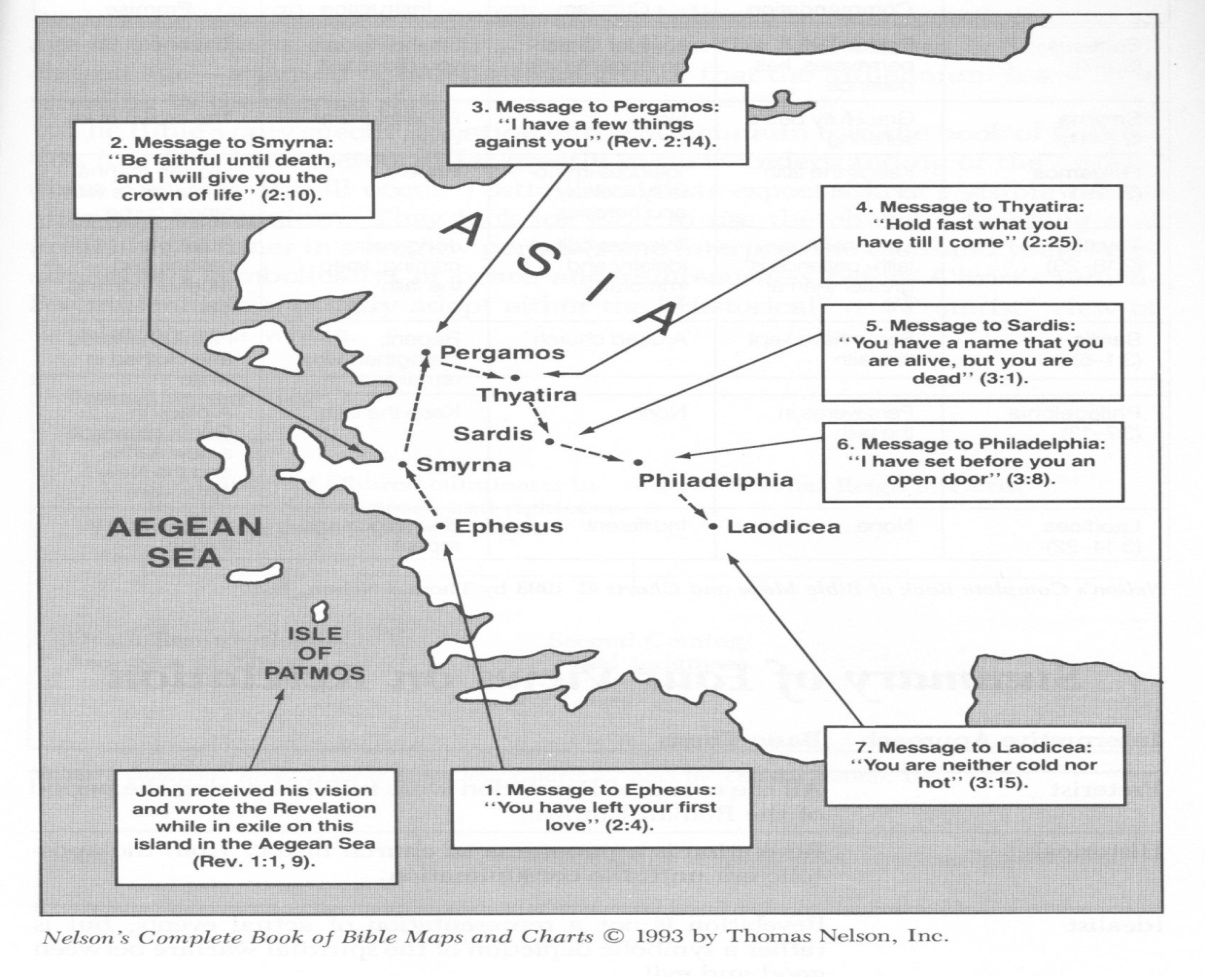 3. Message to Pergamos:
"I have a few things
against you" (Rev. 2:14).
2. Message to Smyrna:
"Be faithful until death,
and I will give you the
crown of life" (2:10).
4. Message to Thyatira:
"Hold fast what you
have till I come" (2:25).
ASIA
5. Message to Sardis:
"You have a name that you
are alive, but you are
dead" (3:1).
Pergamos
Thyatira
Sardis
6. Message to Philadelphia:
"I have set before you an
open door" (3:8).
Smyrna
Philadelphia
AEGEAN
SEA
Ephesus
Laodicea
ISLE
OF
PATMOS
7. Message to Laodicea:
"You are neither cold nor
hot" (3:15).
John received his vision
and wrote the Revelation
while in exile on this
island in the Aegean Sea
(Rev. 1:1, 9).
1. Message to Ephesus:
"You have left your first
love" (2:4).
Nelson's Complete Book of Bible Maps and Charts © 1993 by Thomas Nelson, Inc.